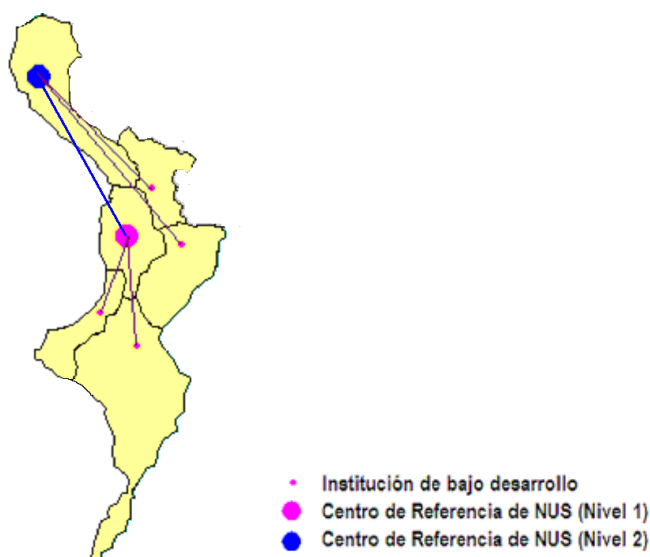 Institución de bajo desarrollo
Centro de Referencia de NUS (Nivel 1)
Centro de Referencia de NUS (Nivel 2)